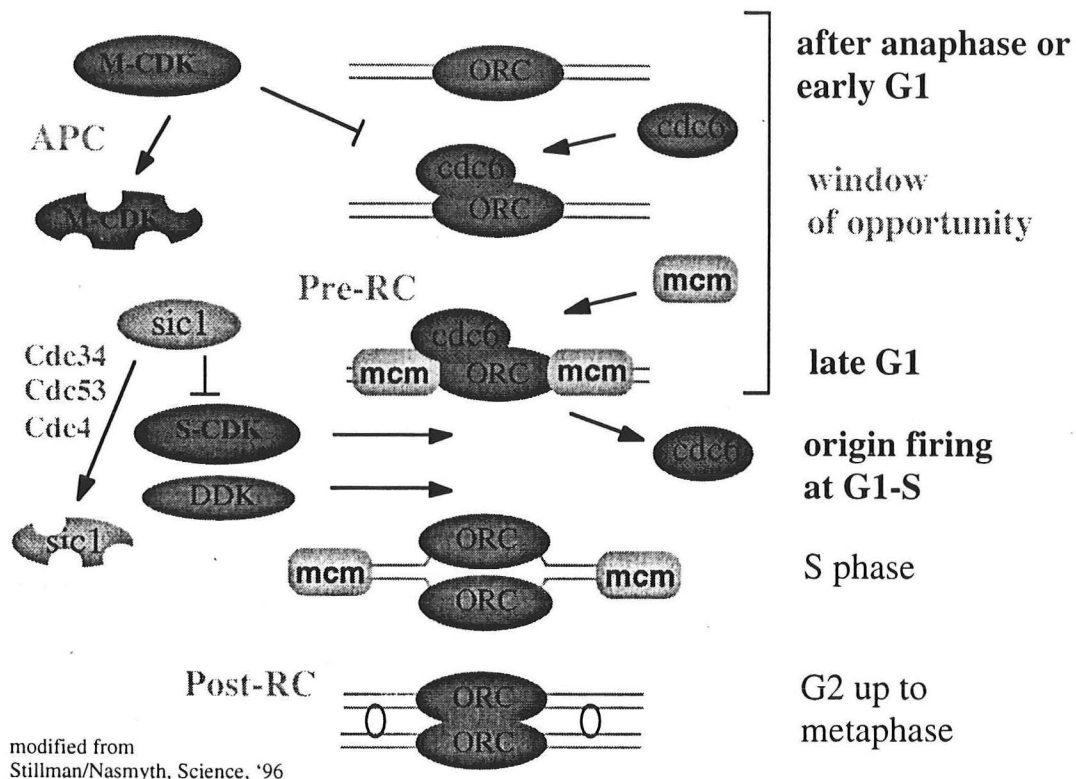 M-CDK
ORC
after anaphase or
early G1
cdc6
APC
cdc6
ORC
M-CDK
window
of opportunity
mcm
Pre-RC
sic1
cdc6
mcm
ORC
mcm
late G1
Cdc34
Cdc53
Cdc4
S-CDK
cdc6
origin firing
at G1-S
DDK
sic1
ORC
mcm
mcm
ORC
S phase
Post-RC
ORC
ORC
G2 up to
metaphase
modified from
Stillman/Nasmyth, Science, '96